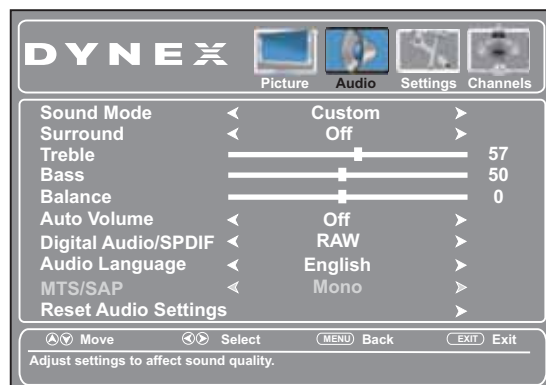 DYNEX
Picture Audio Settings Channels
Sound Mode Custom
Surround Off
Treble 57
Bass 50
Balance 0
Auto Volume Off
Digital Audio/SPDIF RAW
Audio Language English
MTS/SAP Mono
Reset Audio Settings
Move Select MENU Back EXIT Exit
Adjust settings to affect sound quality.